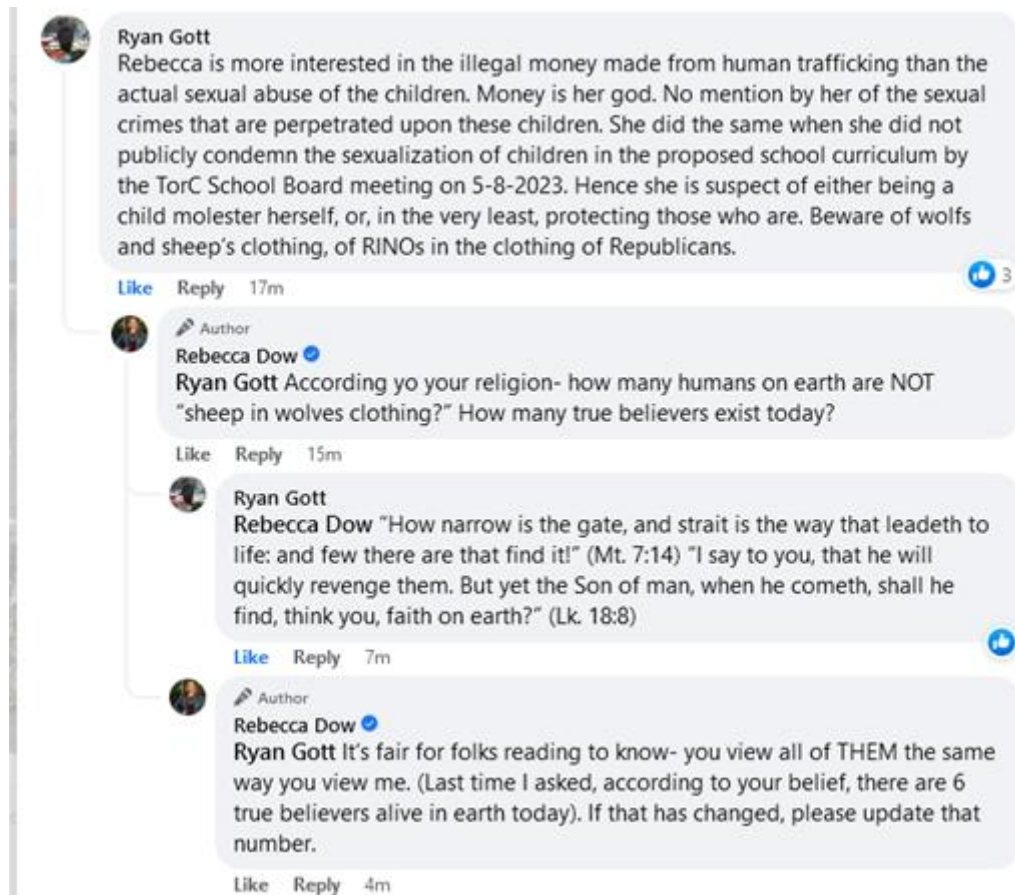 Ryan Gott
Rebecca is more interested in the illegal money made from human trafficking than the
actual sexual abuse of the children. Money is her god. No mention by her of the sexual
crimes that are perpetrated upon these children. She did the same when she did not
publicly condemn the sexualization of children in the proposed school curriculum by
the TorC School Board meeting on 5-8-2023. Hence she is suspect of either being a
child molester herself, or, in the very least, protecting those who are. Beware of wolfs
and sheep's clothing, of RINOs in the clothing of Republicans.
3
Like Reply 17m
Author
Rebecca Dow
Ryan Gott According yo your religion- how many humans on earth are NOT
"sheep in wolves clothing?" How many true believers exist today?
Like Reply 15m
Ryan Gott
Rebecca Dow "How narrow is the gate, and strait is the way that leadeth to
life: and few there are that find it!" (Mt. 7:14) "I say to you, that he will
quickly revenge them. But yet the Son of man, when he cometh, shall he
find, think you, faith on earth?" (Lk. 18:8)
Like Reply 7m
Author
Rebecca Dow
Ryan Gott It's fair for folks reading to know- you view all of THEM the same
way you view me. (Last time I asked, according to your belief, there are 6
true believers alive in earth today). If that has changed, please update that
number.
Like Reply 4m